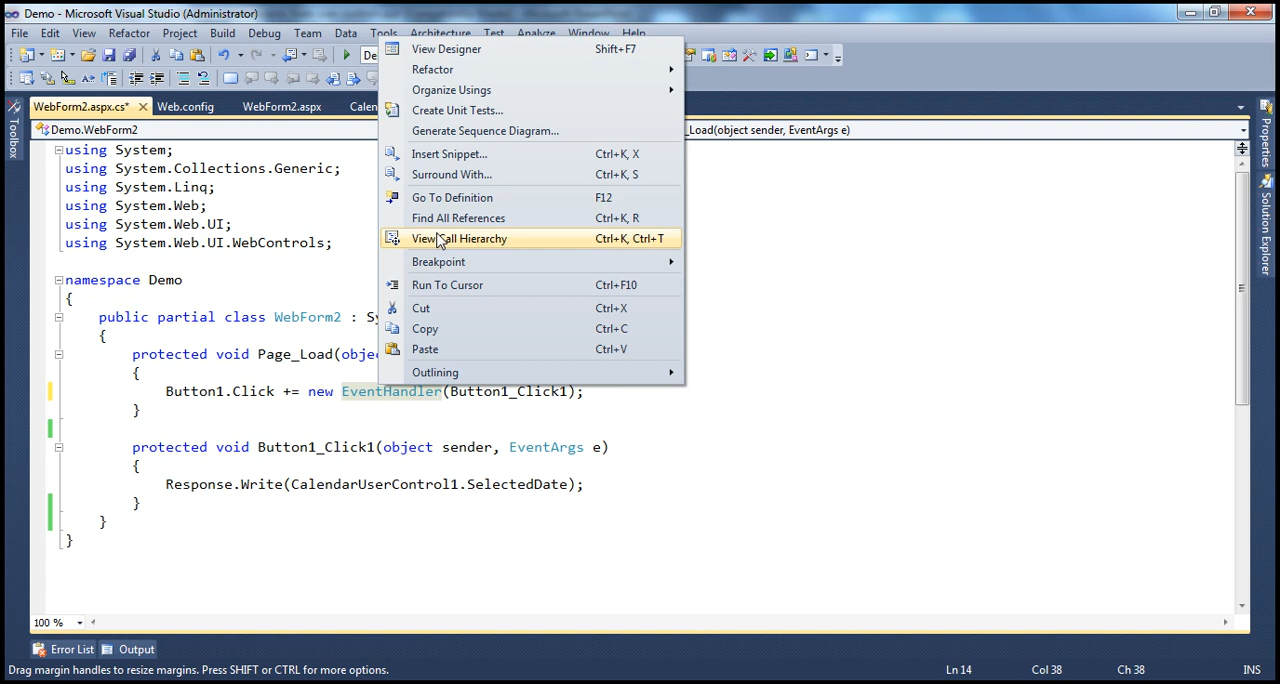 Demo - Microsoft Visual Studio (Administrator)
File Edit View Refactor Project Build Debug Team Data Tools Architecture Test Analyze Window Help
De
WebForm2.aspx.cs* Web.config WebForm2.aspx Calen
Demo.WebForm2 _Load(object sender, EventArgs e)
Toolbox
Properties
Solution Explorer
using System;
using System.Collections.Generic;
using System.Linq;
using System.Web;
using System.Web.UI;
using System.Web.UI.WebControls;
namespace Demo
{
public partial class WebForm2 : Sy
{
protected void Page_Load(objec
{
Button1.Click += new EventHandler(Button1_Click1);
}
protected void Button1_Click1(object sender, EventArgs e)
{
Response.Write(CalendarUserControl1.SelectedDate);
}
}
}
View Designer Shift+F7
Refactor
Organize Usings
Create Unit Tests...
Generate Sequence Diagram...
Insert Snippet... Ctrl+K, X
Surround With... Ctrl+K, S
Go To Definition F12
Find All References Ctrl+K, R
View Call Hierarchy Ctrl+K, Ctrl+T
Breakpoint
Run To Cursor Ctrl+F10
Cut Ctrl+X
Copy Ctrl+C
Paste Ctrl+V
Outlining
100 %
Error List Output
Drag margin handles to resize margins. Press SHIFT or CTRL for more options. Ln 14 Col 38 Ch 38 INS